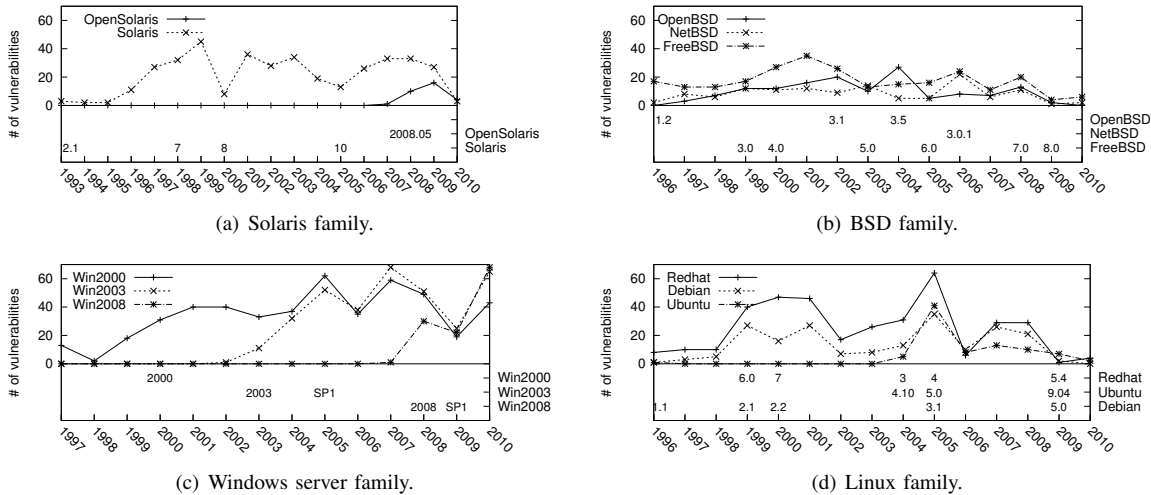 OpenSolaris
Solaris
# of vulnerabilities
60
40
20
0
2008.05
OpenSolaris
2.1 7 8 10 Solaris
1993 1994 1995 1996 1997 1998 1999 2000 2001 2002 2003 2004 2005 2006 2007 2008 2009 2010
(a) Solaris family.
OpenBSD
NetBSD
FreeBSD
# of vulnerabilities
60
40
20
0
1.2 3.1 3.5 OpenBSD
3.0.1 NetBSD
3.0 4.0 5.0 6.0 7.0 8.0 FreeBSD
1996 1997 1998 1999 2000 2001 2002 2003 2004 2005 2006 2007 2008 2009 2010
(b) BSD family.
Win2000
Win2003
Win2008
# of vulnerabilities
60
40
20
0
2000 Win2000
2003 SP1 Win2003
2008 SP1 Win2008
1997 1998 1999 2000 2001 2002 2003 2004 2005 2006 2007 2008 2009 2010
(c) Windows server family.
Redhat
Debian
Ubuntu
# of vulnerabilities
60
40
20
0
6.0 7 3 4 5.4 Redhat
4.10 5.0 9.04 Ubuntu
1.1 2.1 2.2 3.1 5.0 Debian
1996 1997 1998 1999 2000 2001 2002 2003 2004 2005 2006 2007 2008 2009 2010
(d) Linux family.